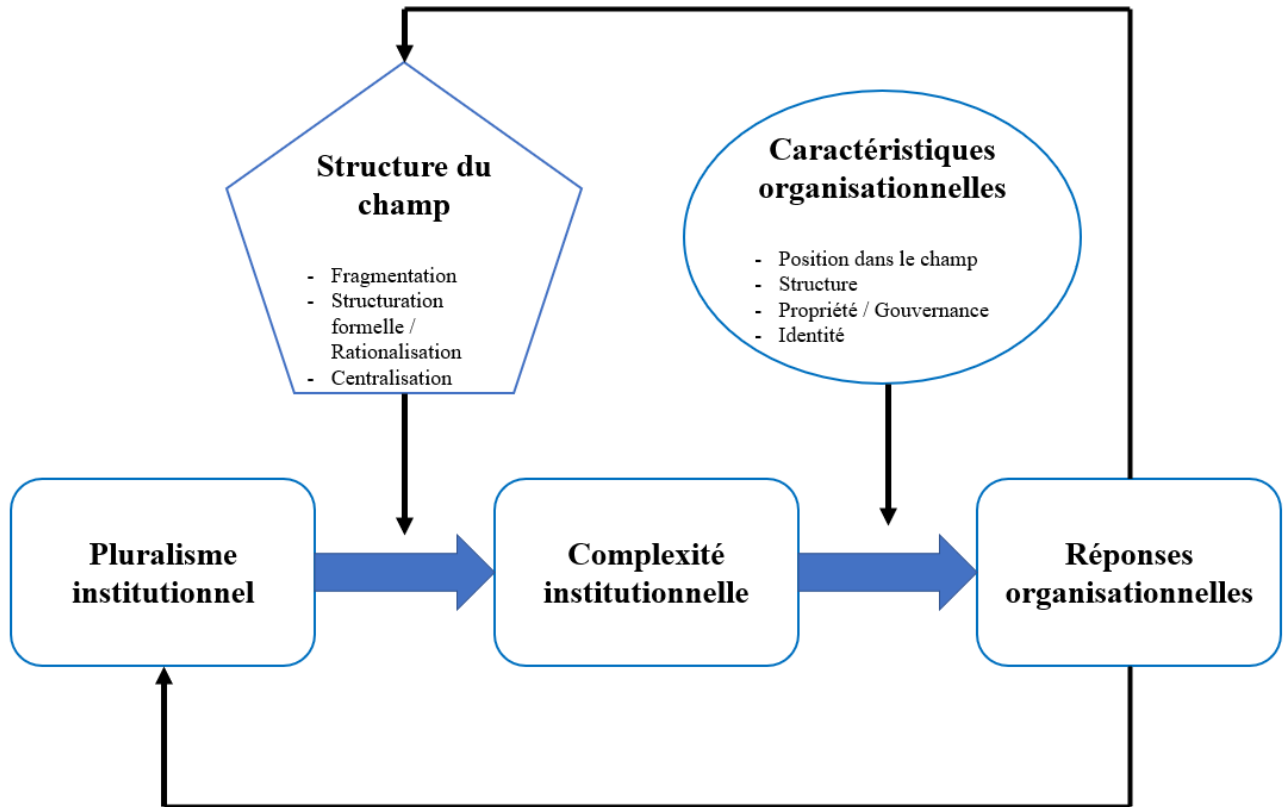 Structure du
champ
- Fragmentation
- Structuration
formelle /
Rationalisation
- Centralisation
Caractéristiques
organisationnelles
- Position dans le champ
- Structure
- Propriété / Gouvernance
- Identité
Pluralisme
institutionnel
Complexité
institutionnelle
Réponses
organisationnelles